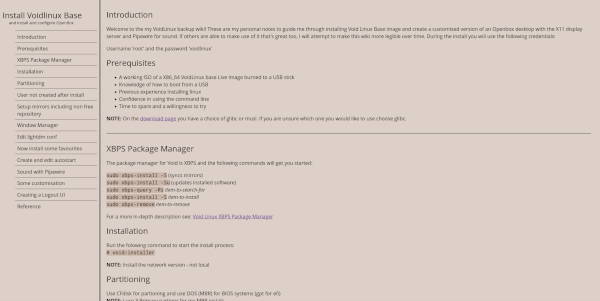 Install Voidlinux Base
and install and configure Openbox
Introduction
Prerequisites
XBPS Package Manager
Installation
Partitioning
User not created after install
Setup mirrors including non free
repository
Window Manager
Edit lightdm conf
Now install some favourites
Create and edit autostart
Sound with Pipewire
Some customisation
Creating a Logout UI
Reference
Introduction
Welcome to the my VoidLinux backup wiki! These are my personal notes to guide me through installing Void Linux Base image and create a customised version of an Openbox desktop with the X11 display
server and Pipewire for sound. If others are able to make use of it that's great too, I will attempt to make this wiki more legible over time. During the install you will use the following credentials
Username 'root' and the password 'voidlinux'
Prerequisites
A working ISO of a X86_64 VoidLinux base Live image burned to a USB stick
Knowledge of how to boot from a USB
Previous experience installing linux
Confidence in using the command line
Time to spare and a willingness to try
NOTE: On the download page you have a choice of glibc or musl. If you are unsure which one you would like to use choose glibc.
XBPS Package Manager
The package manager for Void is XBPS and the following commands will get you started:
sudo xbps-install -S (syncs mirrors)
sudo xbps-install -Su (updates installed software)
sudo xbps-query -Rs item-to-search-for
sudo xbps-install -S item-to-install
sudo xbps-remove item-to-remove
For a more in-depth description see: Void Linux XBPS Package Manager
Installation
Run the following command to start the install process:
# void-installer
NOTE: Install the network version - not local
Partitioning
Use CFdisk for partioning and use DOS (MBR) for BIOS systems (gpt for efi)